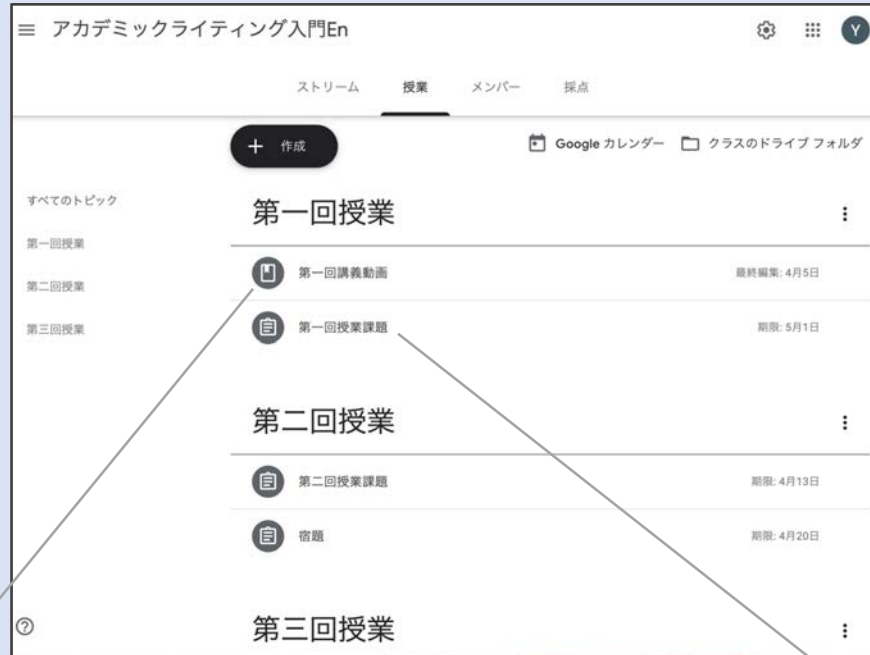 アカデミックライティング入門En
Y
ストリーム 授業 メンバー 採点
+ 作成
Google カレンダー クラスのドライブ フォルダ
すべてのトピック
第一回授業
第二回授業
第三回授業
第一回授業
第一回講義動画 最終編集: 4月5日
第一回授業課題 期限: 5月1日
第二回授業
第二回授業課題 期限: 4月13日
宿題 期限: 4月20日
第三回授業